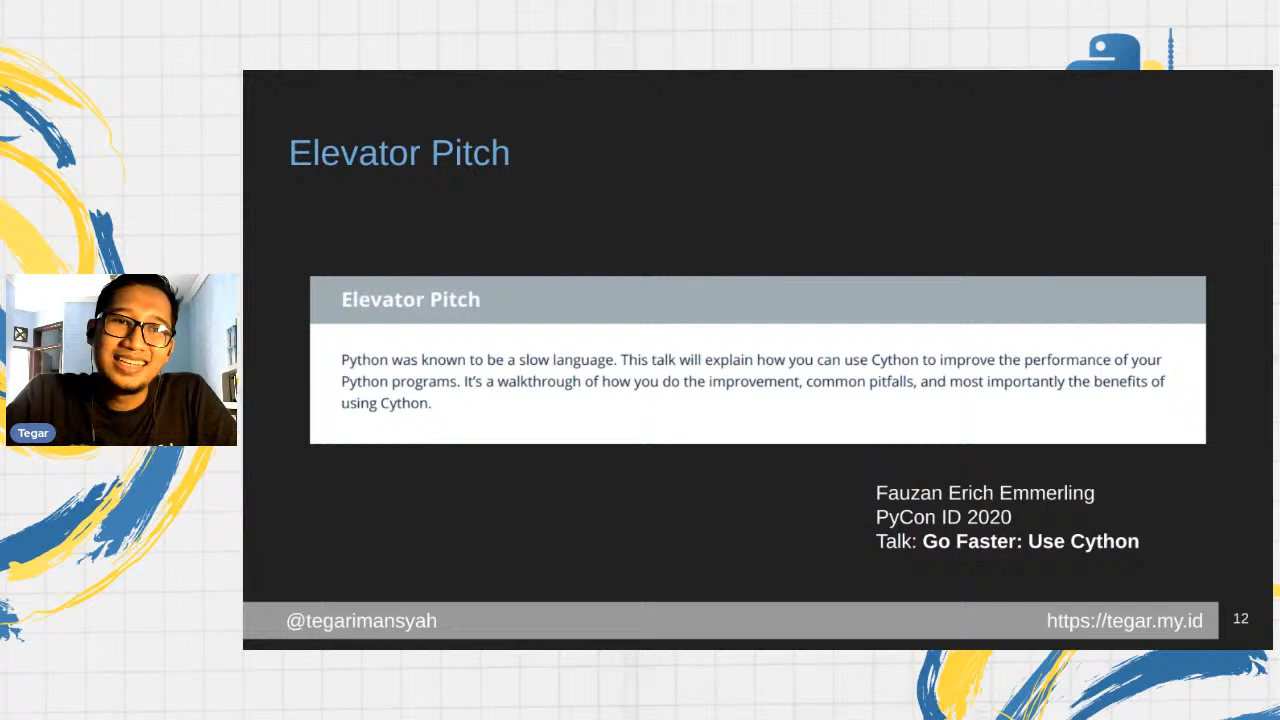 Elevator Pitch
Elevator Pitch
Python was known to be a slow language. This talk will explain how you can use Cython to improve the performance of your
Python programs. It’s a walkthrough of how you do the improvement, common pitfalls, and most importantly the benefits of
using Cython.
Tegar
Fauzan Erich Emmerling
PyCon ID 2020
Talk: Go Faster: Use Cython
@tegarimansyah
https://tegar.my.id
12